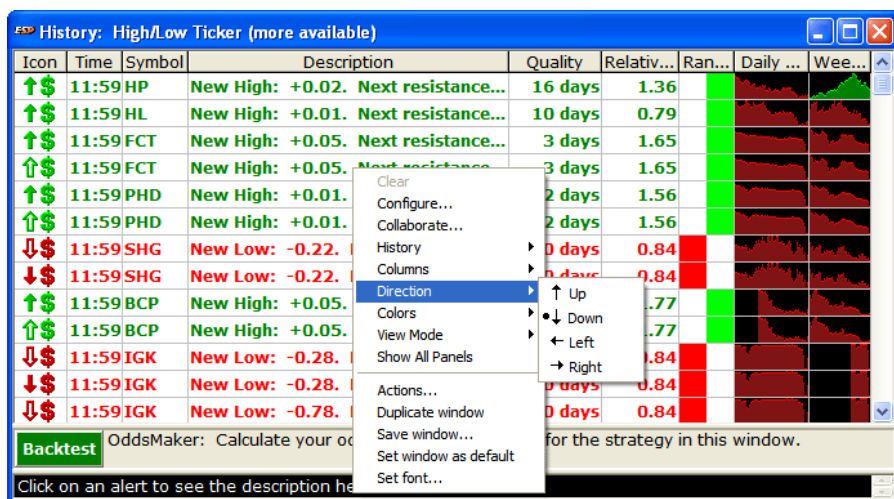 ESP History: High/Low Ticker (more available)
Icon Time Symbol Description Quality Relativ... Ran... Daily ... Wee...
$ 11:59 HP New High: +0.02. Next resistance... 16 days 1.36
$ 11:59 HL New High: +0.01. Next resistance... 10 days 0.79
$ 11:59 FCT New High: +0.05. Next resistance... 3 days 1.65
$ 11:59 FCT New High: +0.05. Next resistance... 3 days 1.65
$ 11:59 PHD New High: +0.01. 2 days 1.56
$ 11:59 PHD New High: +0.01. 2 days 1.56
$ 11:59 SHG New Low: -0.22. 0 days 0.84
$ 11:59 SHG New Low: -0.22. 0 days 0.84
$ 11:59 BCP New High: +0.05. .77
$ 11:59 BCP New High: +0.05. .77
$ 11:59 IGK New Low: -0.28. .84
$ 11:59 IGK New Low: -0.28. 0 days 0.84
$ 11:59 IGK New Low: -0.78. 0 days 0.84
Clear
Configure...
Collaborate...
History
Columns
Direction
Colors
View Mode
Show All Panels
Actions...
Duplicate window
Save window...
Set window as default
Set font...
↑ Up
•↓ Down
← Left
→ Right
Backtest
OddsMaker: Calculate your for the strategy in this window.
Click on an alert to see the description